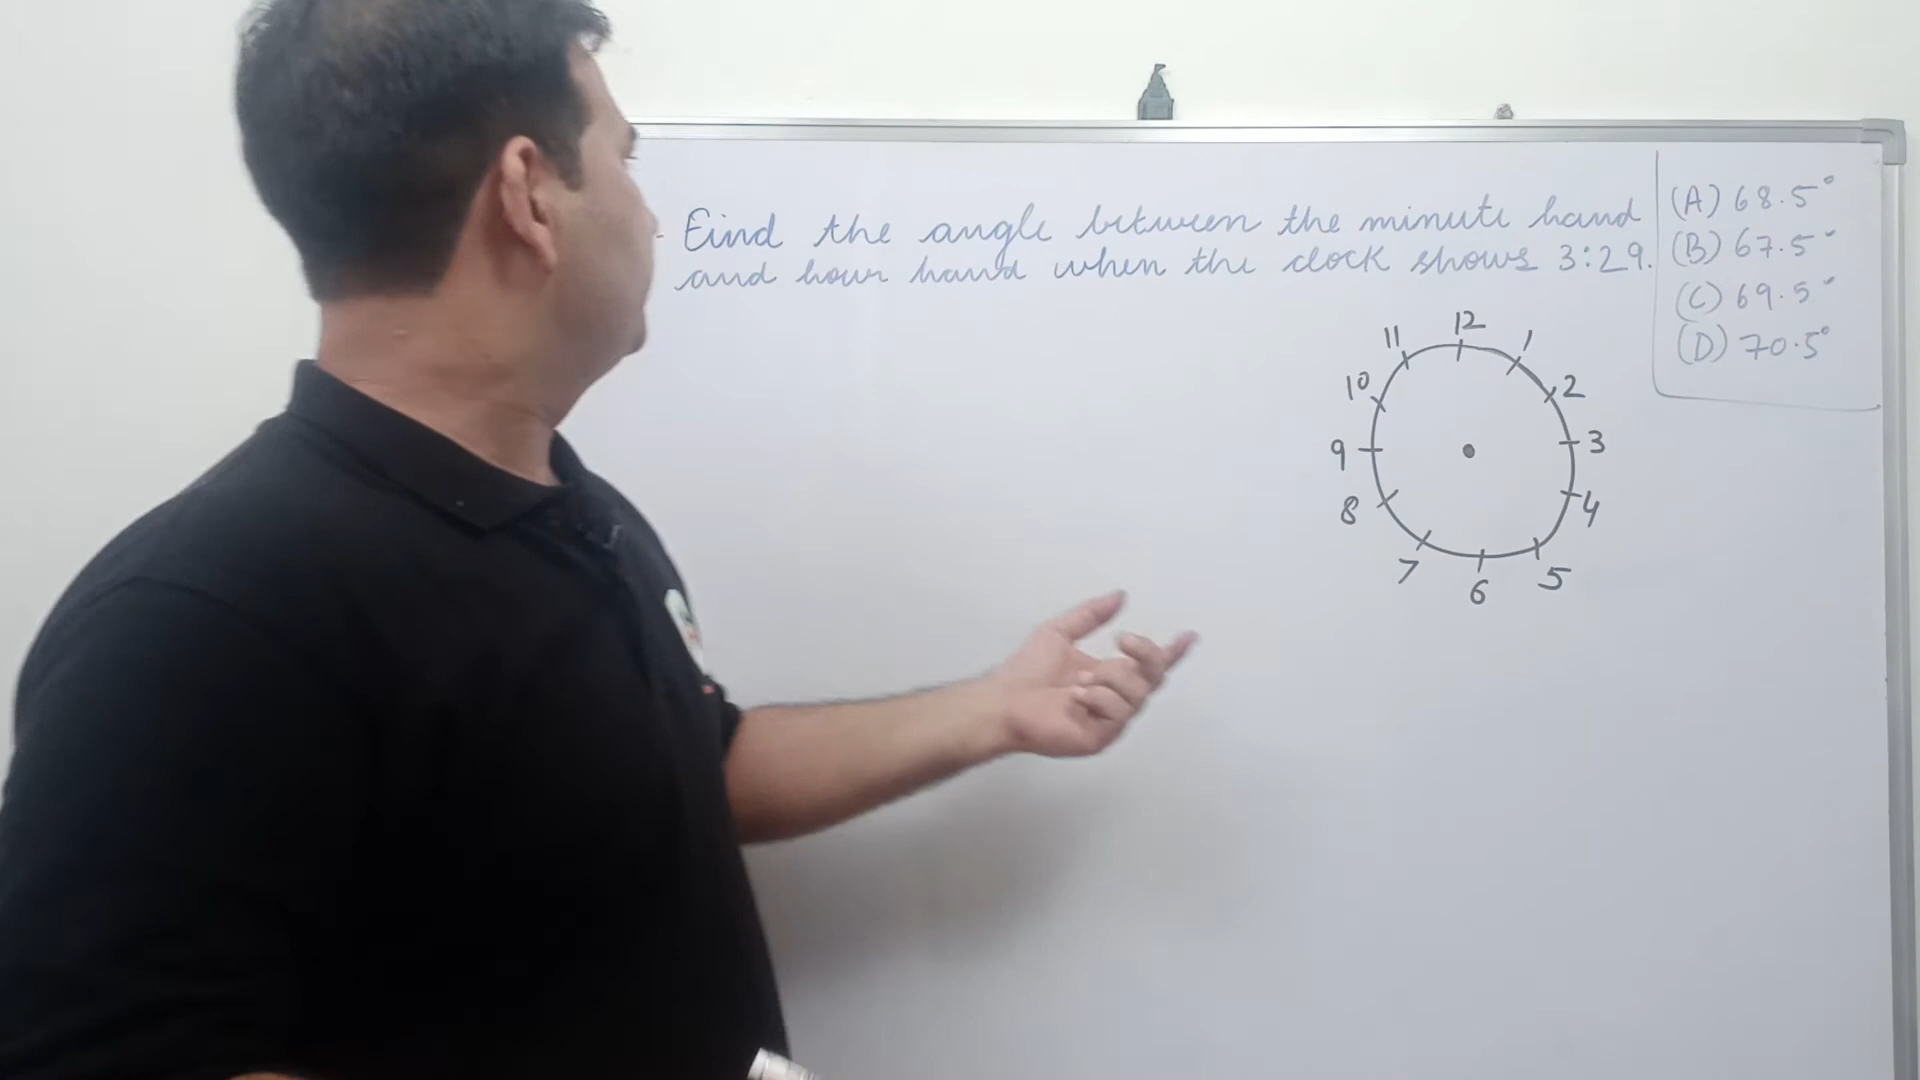 Find the angle between the minute hand
and hour hand when the clock shows 3:29.
(A) 68.5°
(B) 67.5°
(C) 69.5°
(D) 70.5°
12
11
1
10
2
9
3
8
4
7
5
6